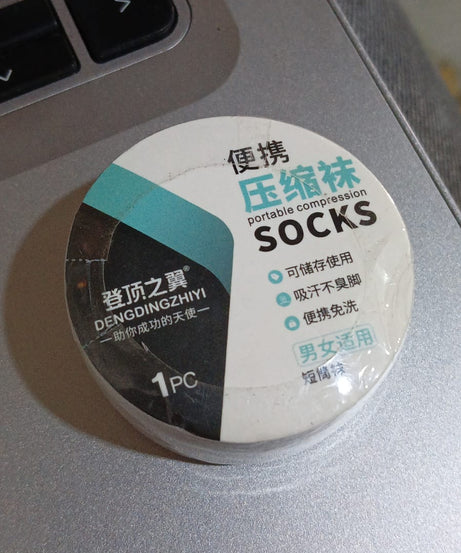 便携
压缩袜
portable compression
SOCKS
可储存使用
吸汗不臭脚
便携免洗
男女适用
短筒袜
登顶之翼®
DENGDINGZHIYI
—助你成功的天使—
1PC